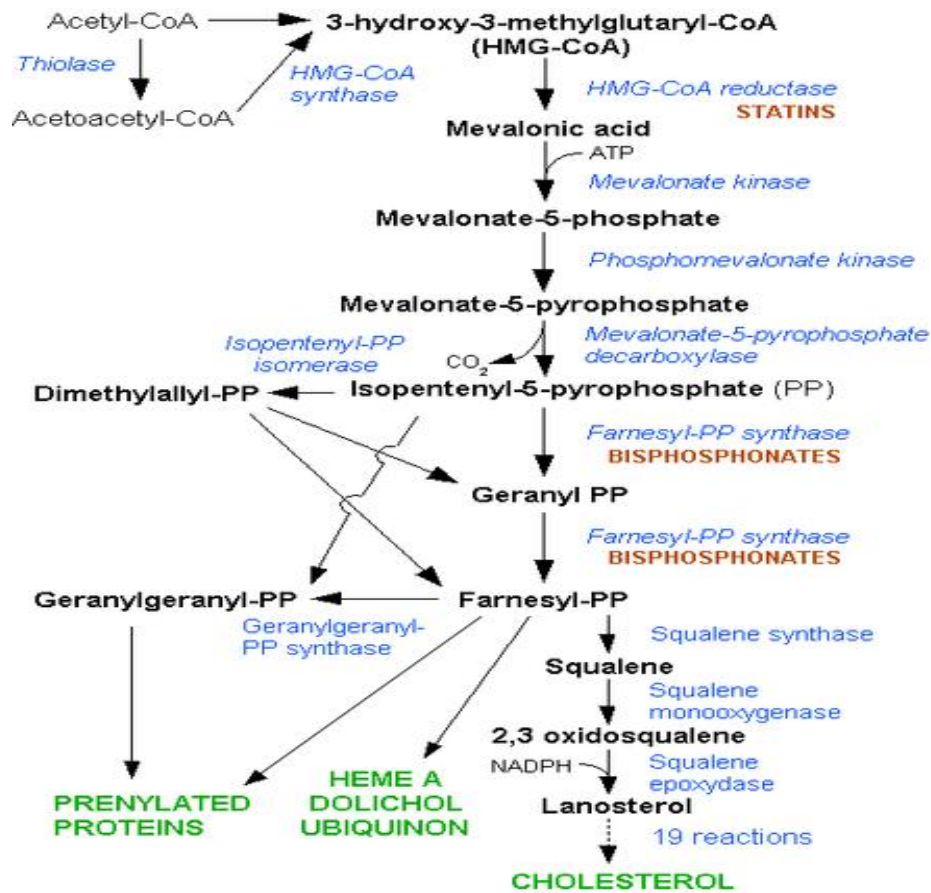 Acetyl-CoA
3-hydroxy-3-methylglutaryl-CoA
(HMG-CoA)
Thiolase
HMG-CoA
synthase
HMG-CoA reductase
STATINS
Acetoacetyl-CoA
Mevalonic acid
ATP
Mevalonate kinase
Mevalonate-5-phosphate
Phosphomevalonate kinase
Mevalonate-5-pyrophosphate
Isopentenyl-PP
isomerase
CO2
Mevalonate-5-pyrophosphate
decarboxylase
Dimethylallyl-PP
Isopentenyl-5-pyrophosphate (PP)
Farnesyl-PP synthase
BISPHOSPHONATES
Geranyl PP
Farnesyl-PP synthase
BISPHOSPHONATES
Geranylgeranyl-PP
Farnesyl-PP
Geranylgeranyl-
PP synthase
Squalene synthase
Squalene
Squalene
monooxygenase
2,3 oxidosqualene
NADPH
Squalene
epoxydase
Lanosterol
PRENYLATED
PROTEINS
HEME A
DOLICHOL
UBIQUINON
19 reactions
CHOLESTEROL